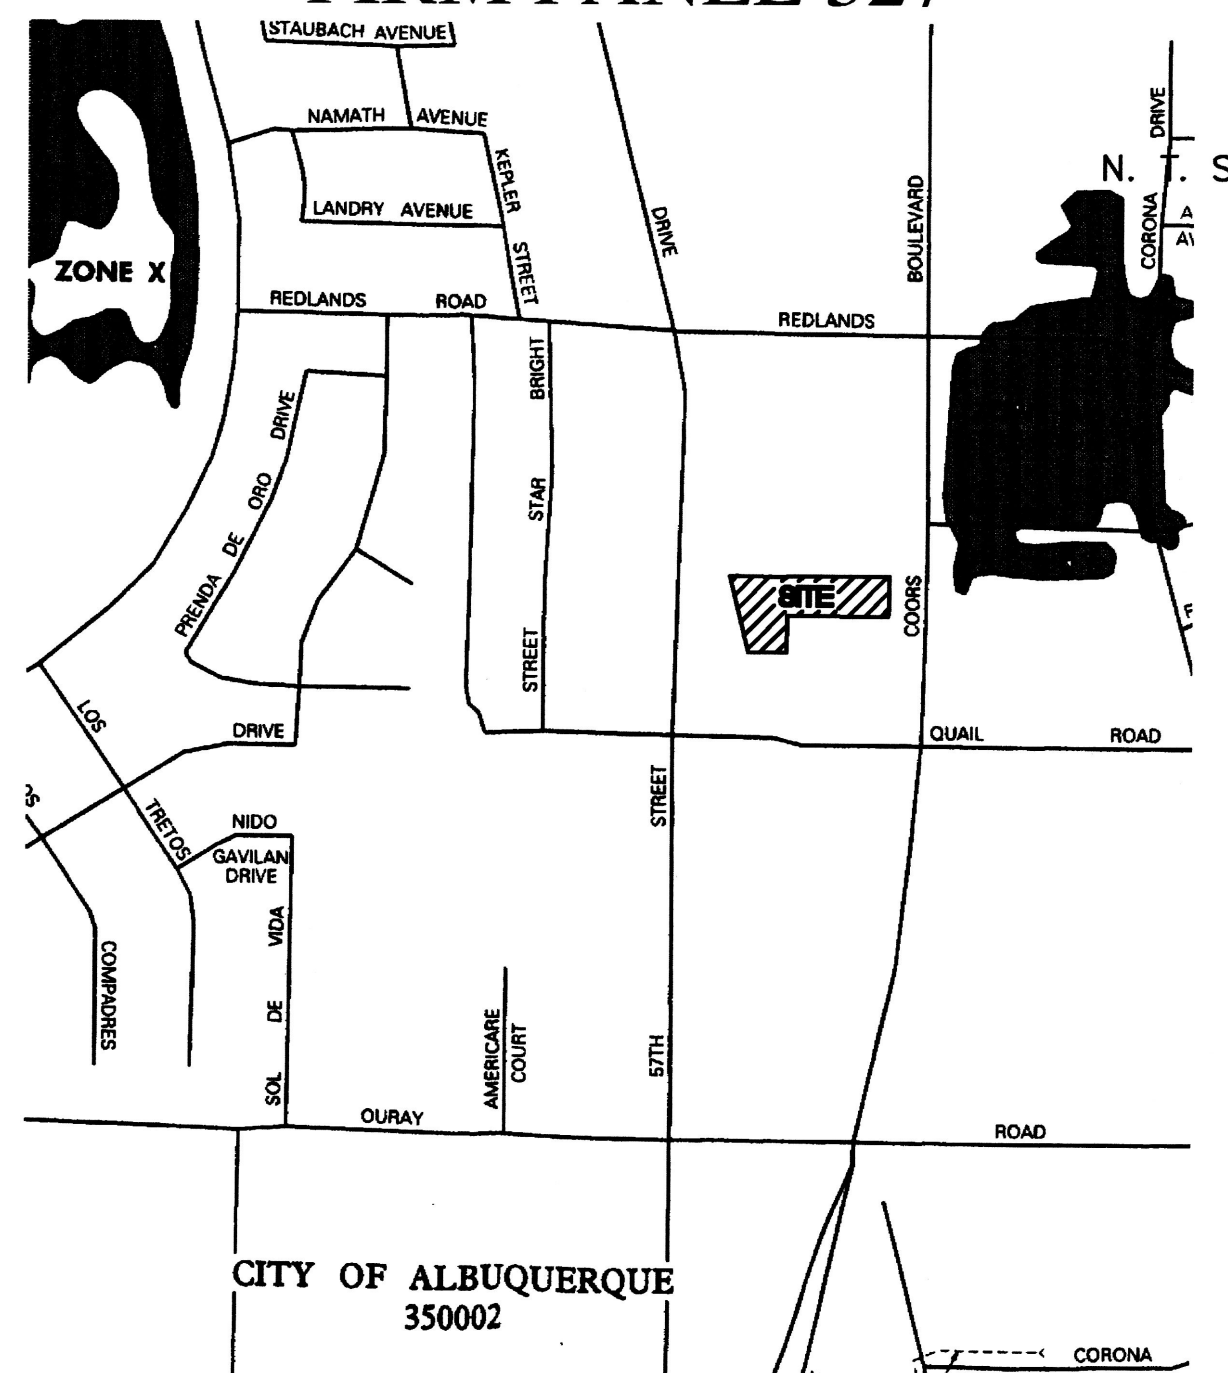 STAUBACH AVENUE
NAMATH AVENUE
KEPLER STREET
LANDRY AVENUE
DRIVE
BOULEVARD
DRIVE
N. T. S
CORONA
A
AV
ZONE X
REDLANDS ROAD
REDLANDS
BRIGHT STAR STREET
PRENDA DE ORO DRIVE
SITE
COORS
LOS TRETOS
DRIVE
QUAIL ROAD
STREET
NIDO
GAVILAN
DRIVE
SOL DE VIDA
COMPADRES
AMERICARE
COURT
57TH
OURAY
ROAD
CITY OF ALBUQUERQUE
350002
CORONA